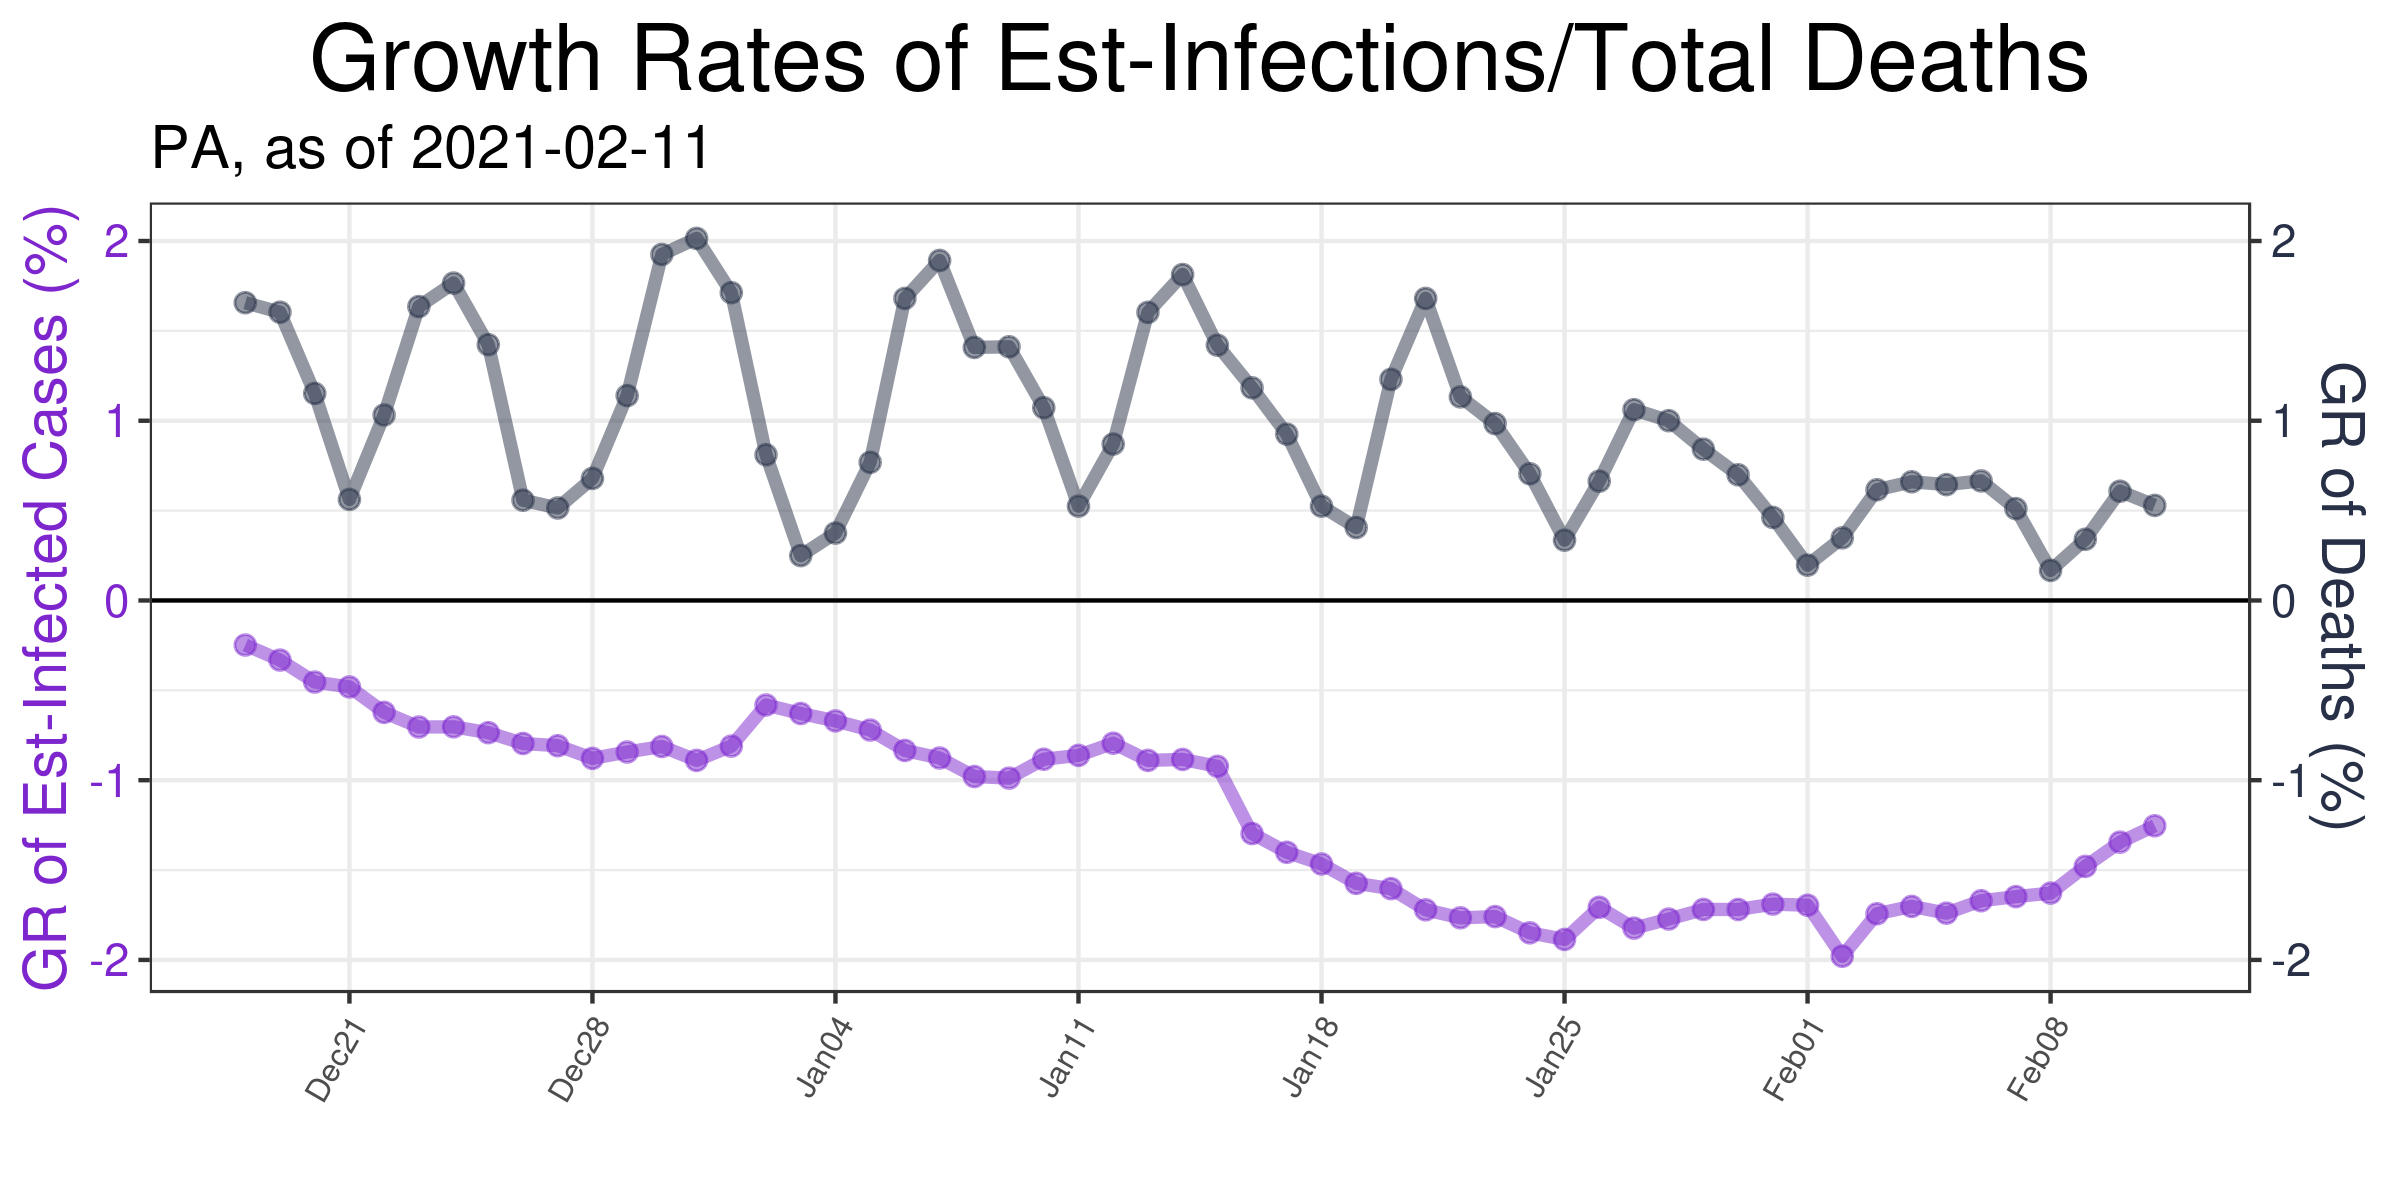 Growth Rates of Est-Infections/Total Deaths
PA, as of 2021-02-11
GR of Est-Infected Cases (%)
2
1
0
-1
-2
2
1
0
-1
-2
GR of Deaths (%)
Dec21
Dec28
Jan04
Jan11
Jan18
Jan25
Feb01
Feb08